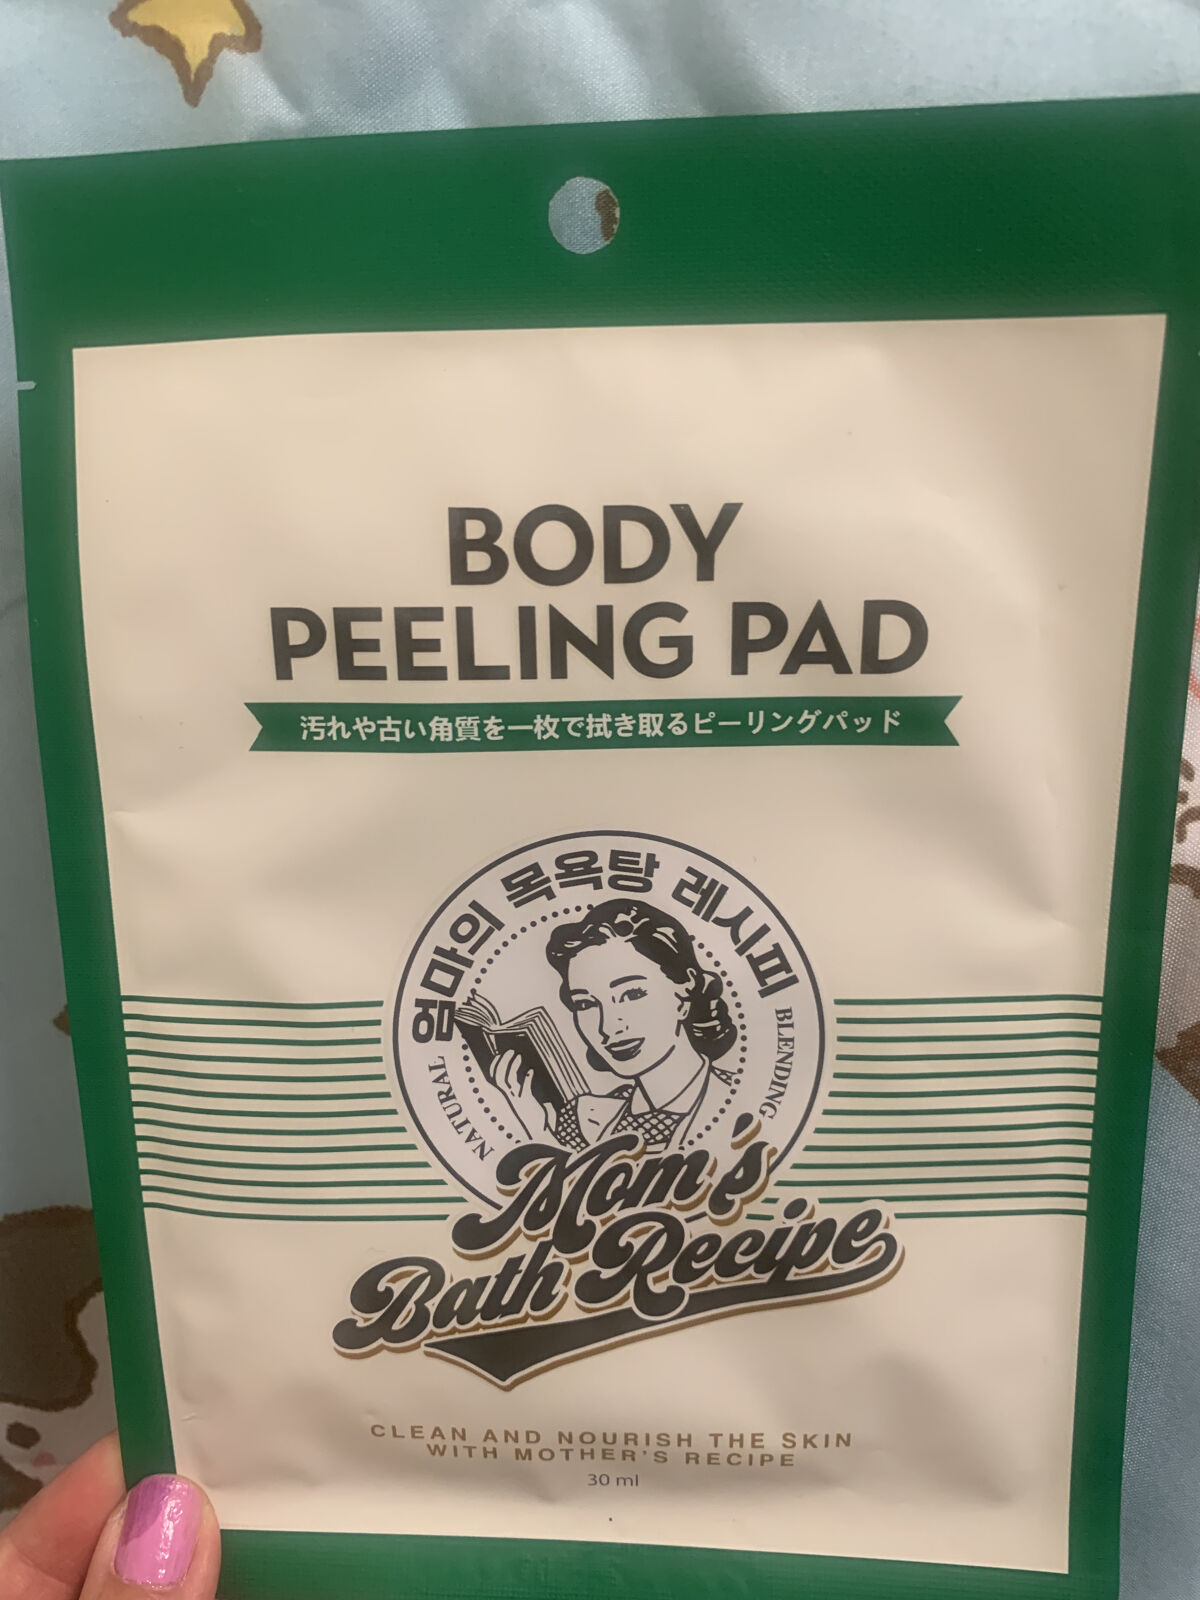 BODY
PEELING PAD
汚れや古い角質を一枚で拭き取るピーリングパッド
엄마의 목욕탕 레시피
NATURAL
BLENDING
Mom's
Bath Recipe
CLEAN AND NOURISH THE SKIN
WITH MOTHER'S RECIPE
30 ml